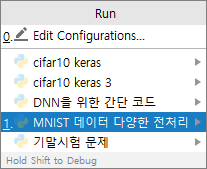 Run
0. Edit Configurations...
cifar10 keras
cifar10 keras 3
DNN을 위한 간단 코드
1. MNIST 데이터 다양한 전처리
기말시험 문제
Hold Shift to Debug